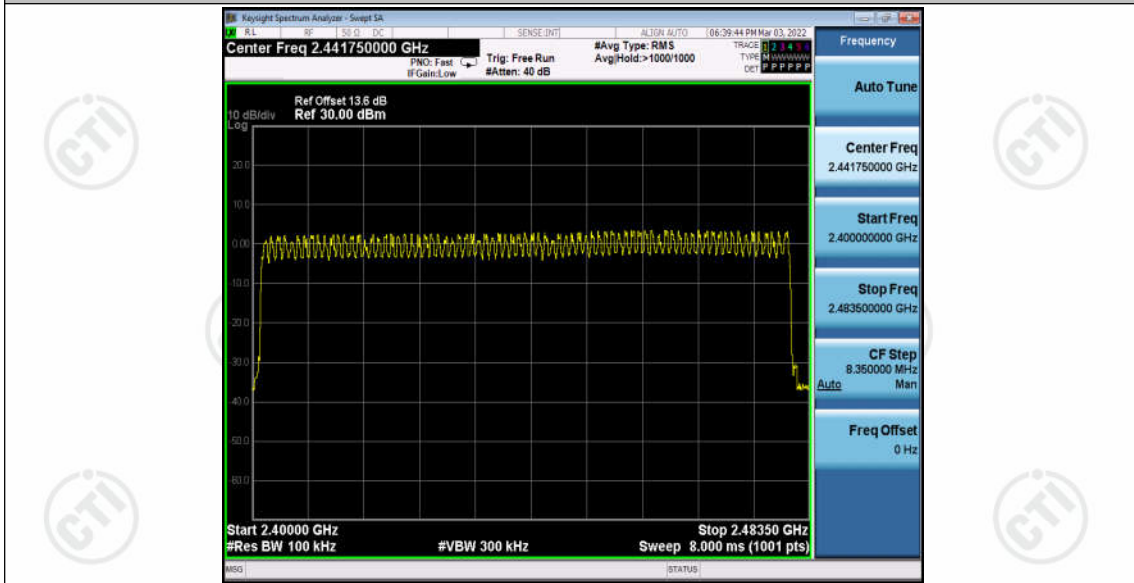 Keysight Spectrum Analyzer - Swept SA
RL RF 50 Ω DC SENSE:INT ALIGN AUTO 06:39:44 PM Mar 03, 2022
Center Freq 2.441750000 GHz
PNO: Fast
IFGain:Low
Trig: Free Run
#Atten: 40 dB
#Avg Type: RMS
Avg|Hold:>1000/1000
TRACE 1 2 3 4 5 6
TYPE M WWWWW
DET P P P P P P
Ref Offset 13.6 dB
10 dB/div Ref 30.00 dBm
Log
20.0
10.0
0.00
-10.0
-20.0
-30.0
-40.0
-50.0
-60.0
Start 2.40000 GHz Stop 2.48350 GHz
#Res BW 100 kHz #VBW 300 kHz Sweep 8.000 ms (1001 pts)
MSG STATUS
Frequency
Auto Tune
Center Freq
2.441750000 GHz
Start Freq
2.400000000 GHz
Stop Freq
2.483500000 GHz
CF Step
8.350000 MHz
Auto Man
Freq Offset
0 Hz
CTI
CTI
CTI
CTI